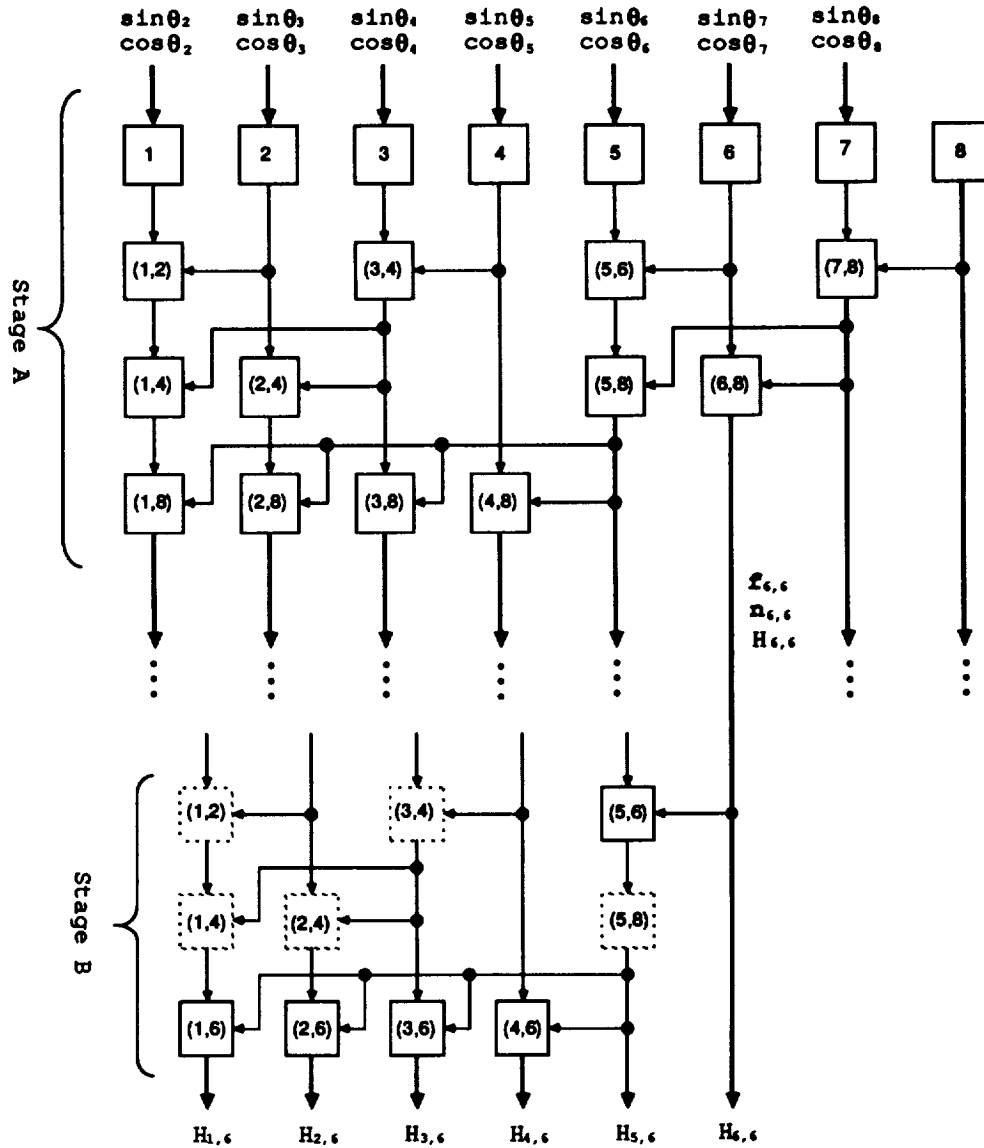 sinθ₂ sinθ₃ sinθ₄ sinθ₅ sinθ₆ sinθ₇ sinθ₈
cosθ₂ cosθ₃ cosθ₄ cosθ₅ cosθ₆ cosθ₇ cosθ₈
1 2 3 4 5 6 7 8
(1,2) (3,4) (5,6) (7,8)
Stage A
(1,4) (2,4) (5,8) (6,8)
(1,8) (2,8) (3,8) (4,8)
f₆,₆
n₆,₆
H₆,₆
(1,2) (3,4) (5,6)
Stage B
(1,4) (2,4) (5,8)
(1,6) (2,6) (3,6) (4,6)
H₁,₆ H₂,₆ H₃,₆ H₄,₆ H₅,₆ H₆,₆